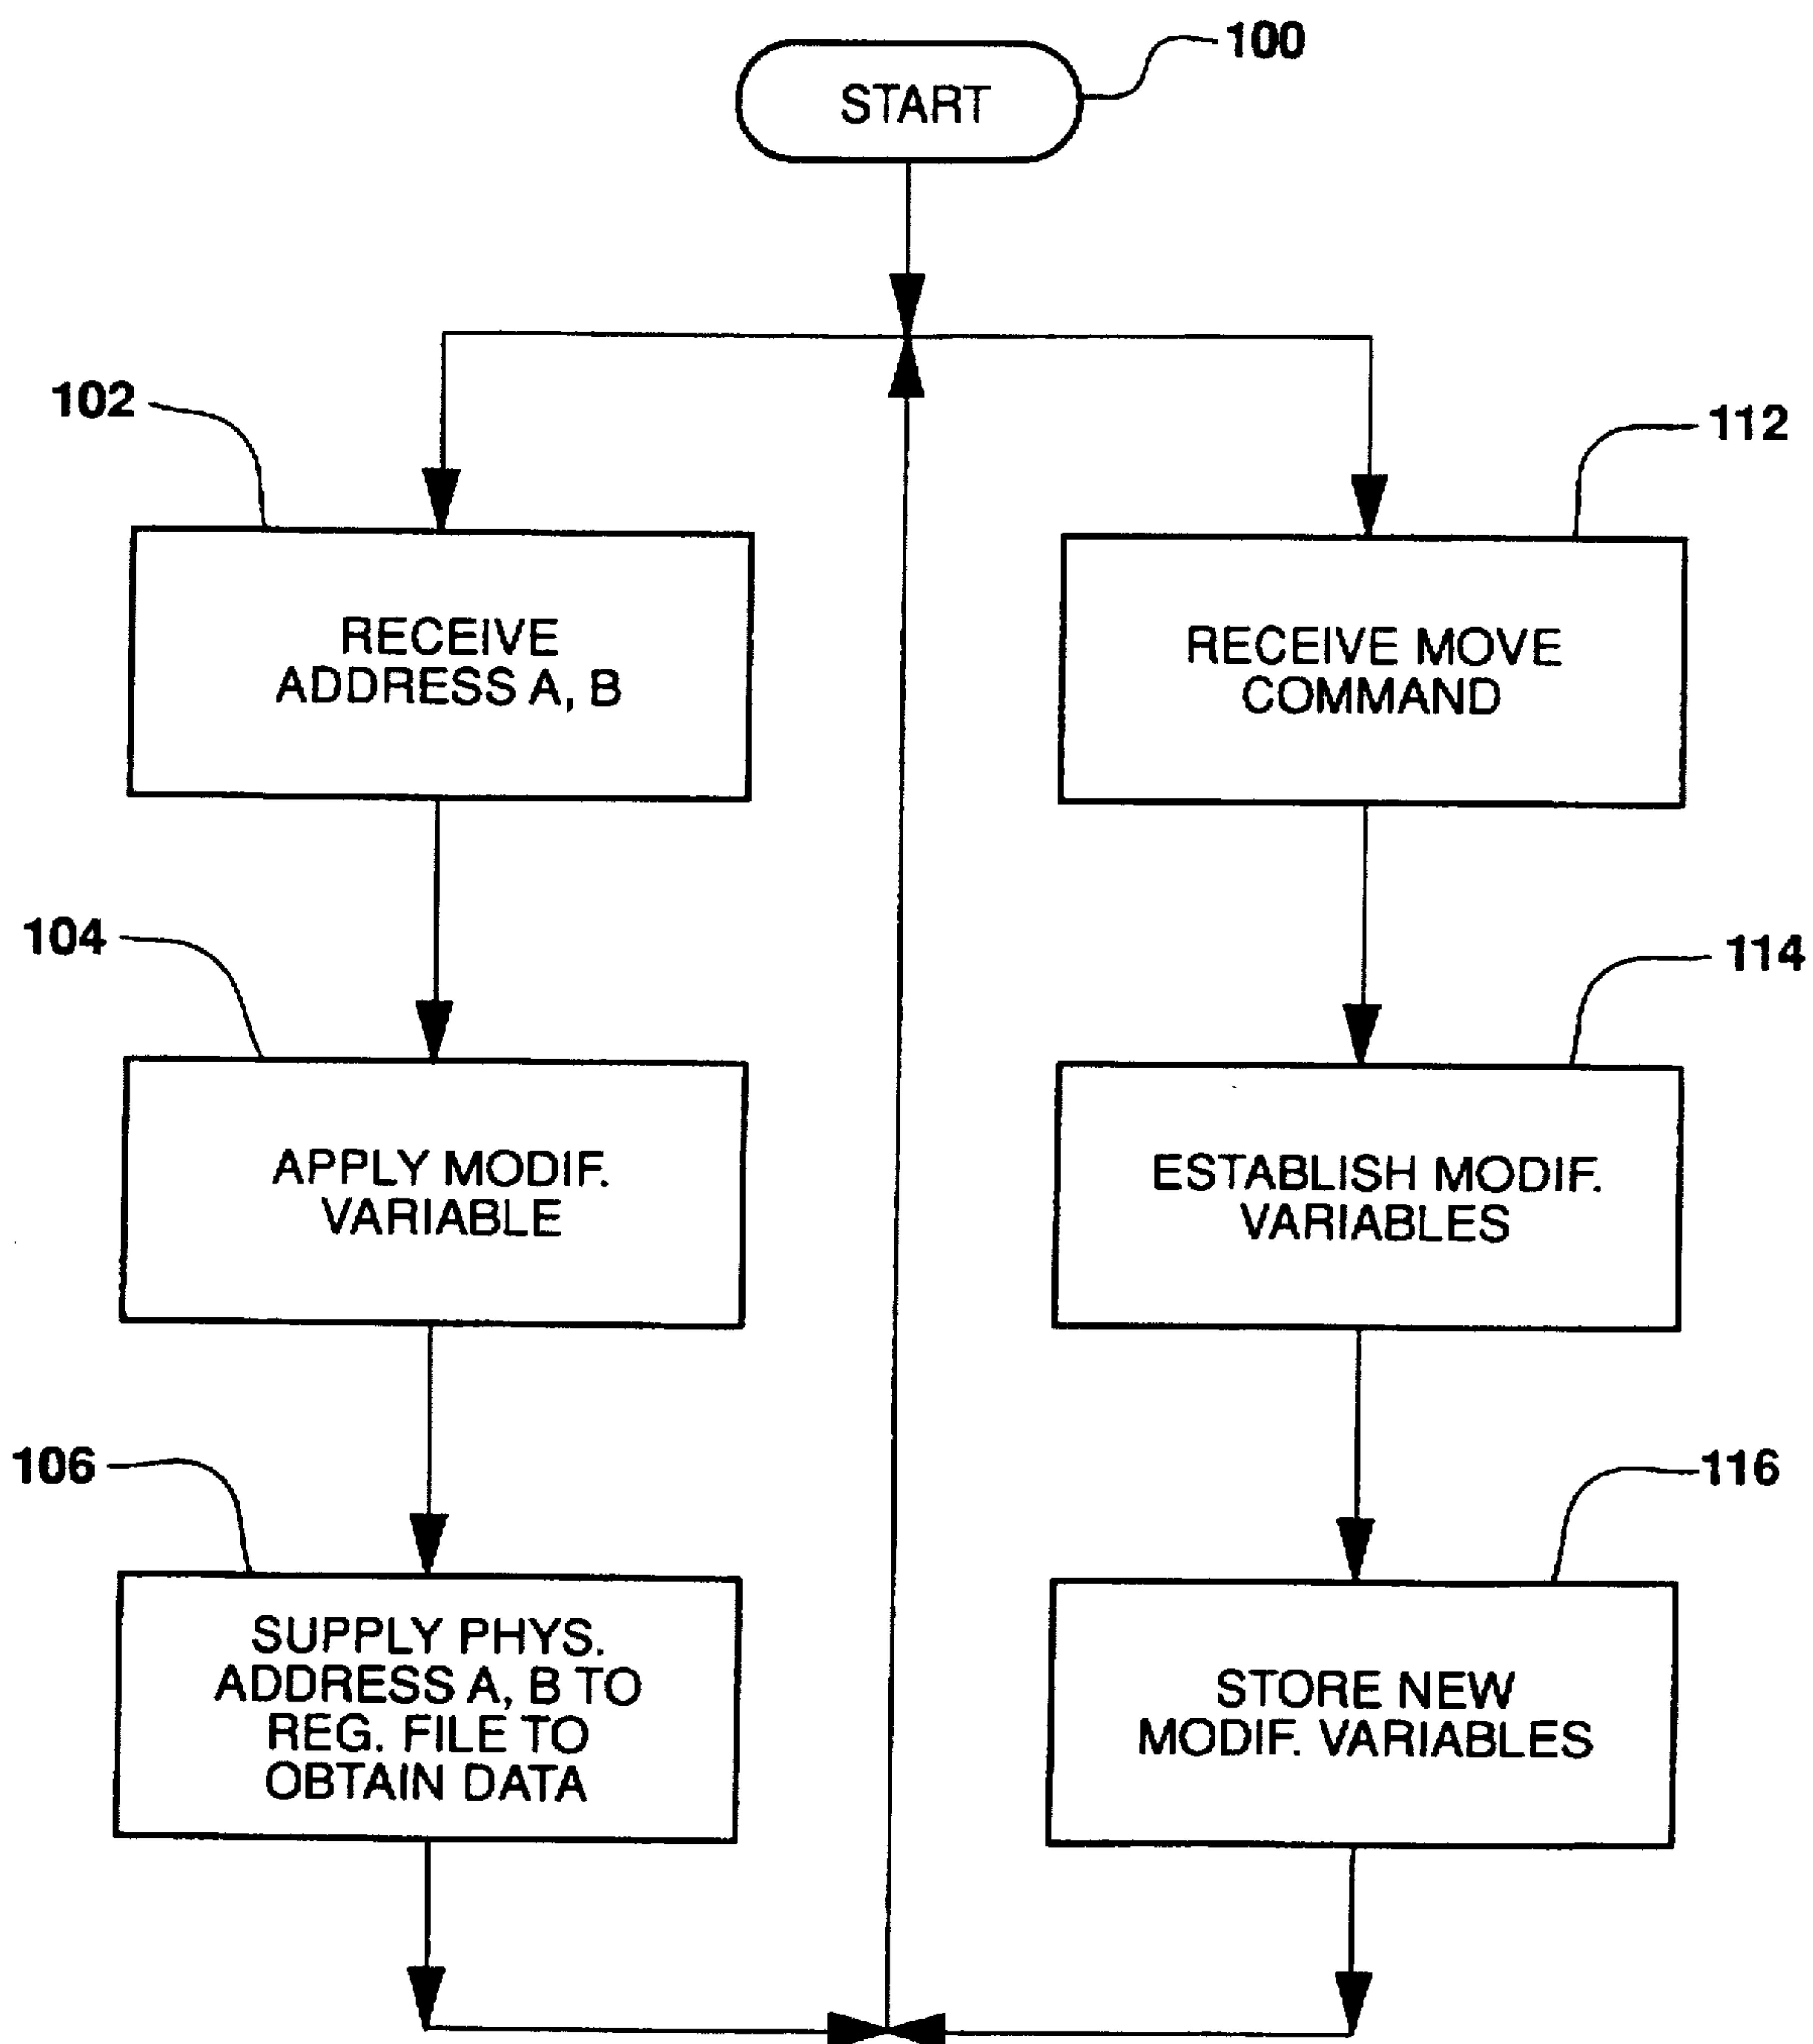 100
START
102
112
RECEIVE
ADDRESS A, B
RECEIVE MOVE
COMMAND
104
114
APPLY MODIF.
VARIABLE
ESTABLISH MODIF.
VARIABLES
106
116
SUPPLY PHYS.
ADDRESS A, B TO
REG. FILE TO
OBTAIN DATA
STORE NEW
MODIF. VARIABLES